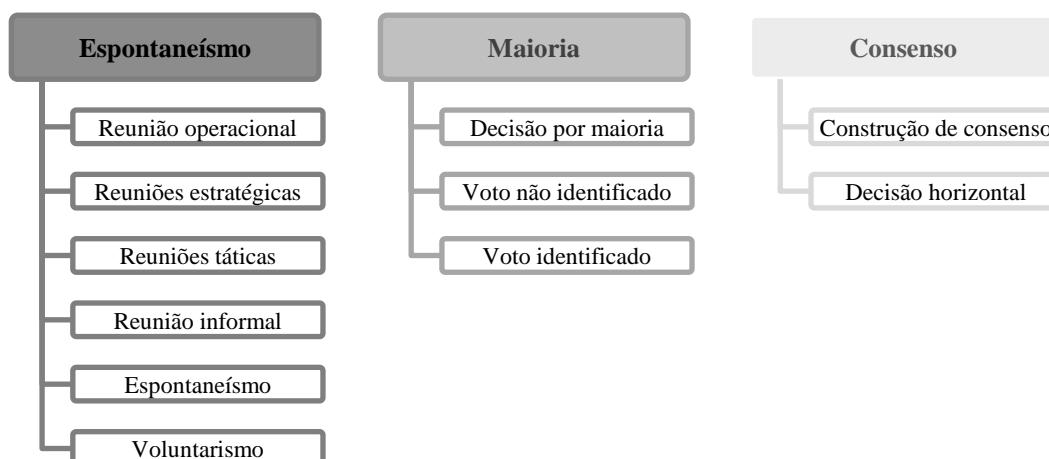 Espontaneísmo
Reunião operacional
Reuniões estratégicas
Reuniões táticas
Reunião informal
Espontaneísmo
Voluntarismo
Maioria
Decisão por maioria
Voto não identificado
Voto identificado
Consenso
Construção de consenso
Decisão horizontal